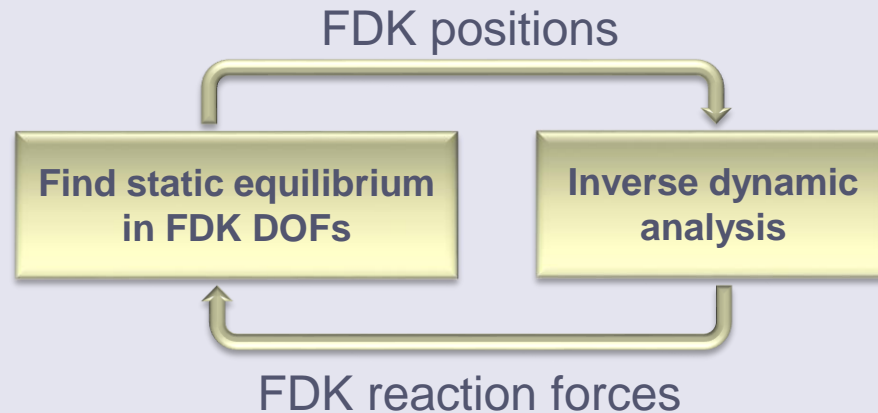 FDK positions
Find static equilibrium
in FDK DOFs
Inverse dynamic
analysis
FDK reaction forces